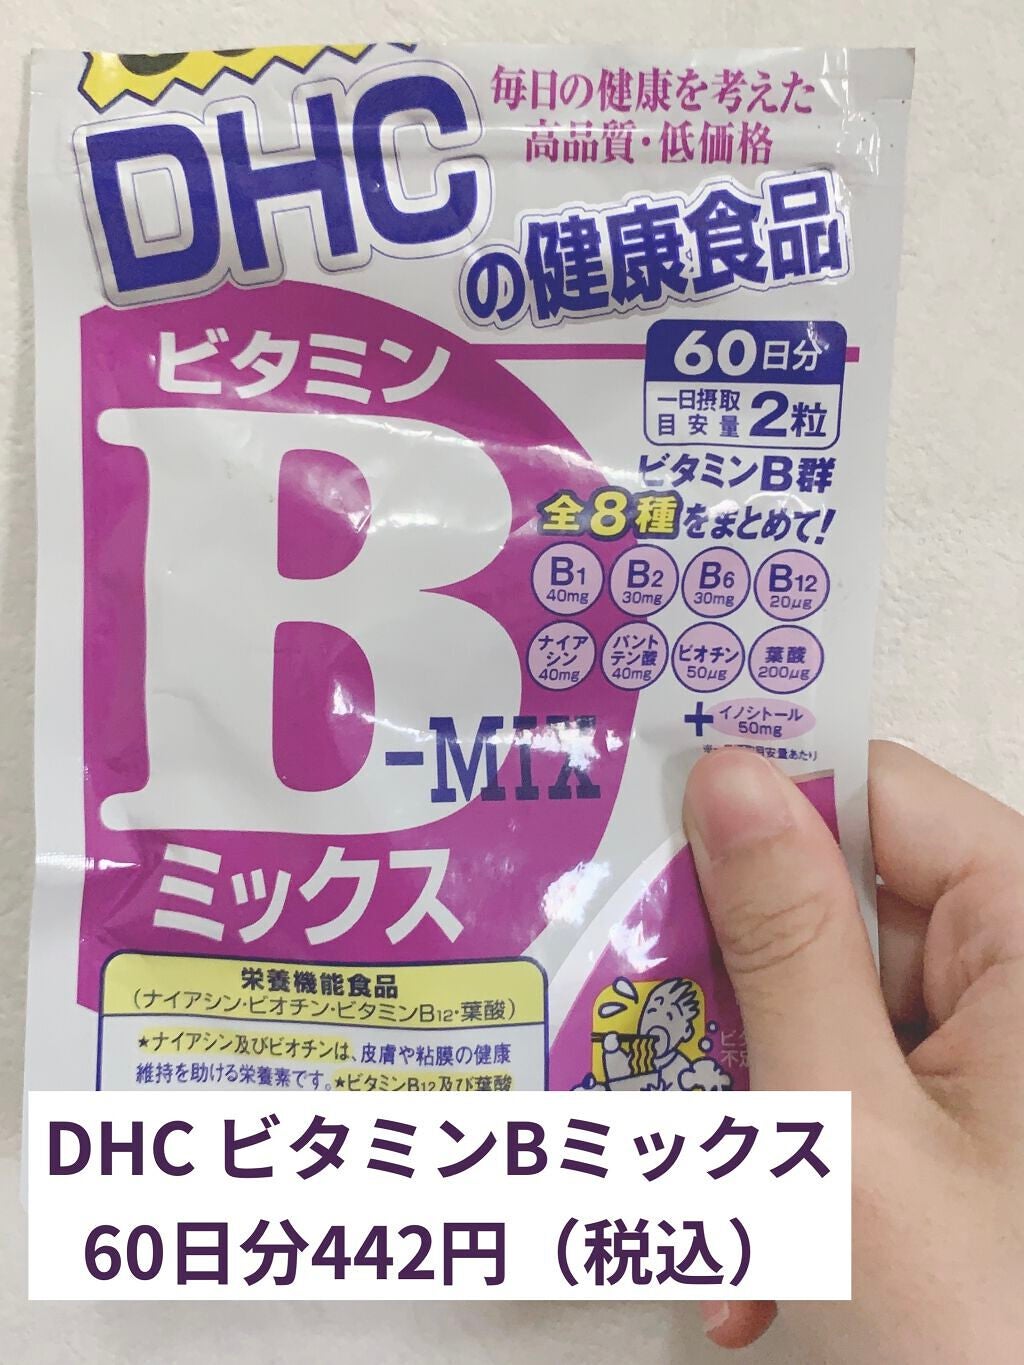 DHC
毎日の健康を考えた
高品質・低価格
の健康食品
ビタミン
B
-MIX
ミックス
60日分
一日摂取
目安量 2粒
ビタミンB群
全8種をまとめて!
B1 40mg
B2 30mg
B6 30mg
B12 20μg
ナイアシン 40mg
パントテン酸 40mg
ビオチン 50μg
葉酸 200μg
+イノシトール 50mg
目安量あたり
栄養機能食品
(ナイアシン・ビオチン・ビタミンB12・葉酸)
★ナイアシン及びビオチンは、皮膚や粘膜の健康
維持を助ける栄養素です。★ビタミンB12及び葉酸
DHC ビタミンBミックス
60日分442円（税込）